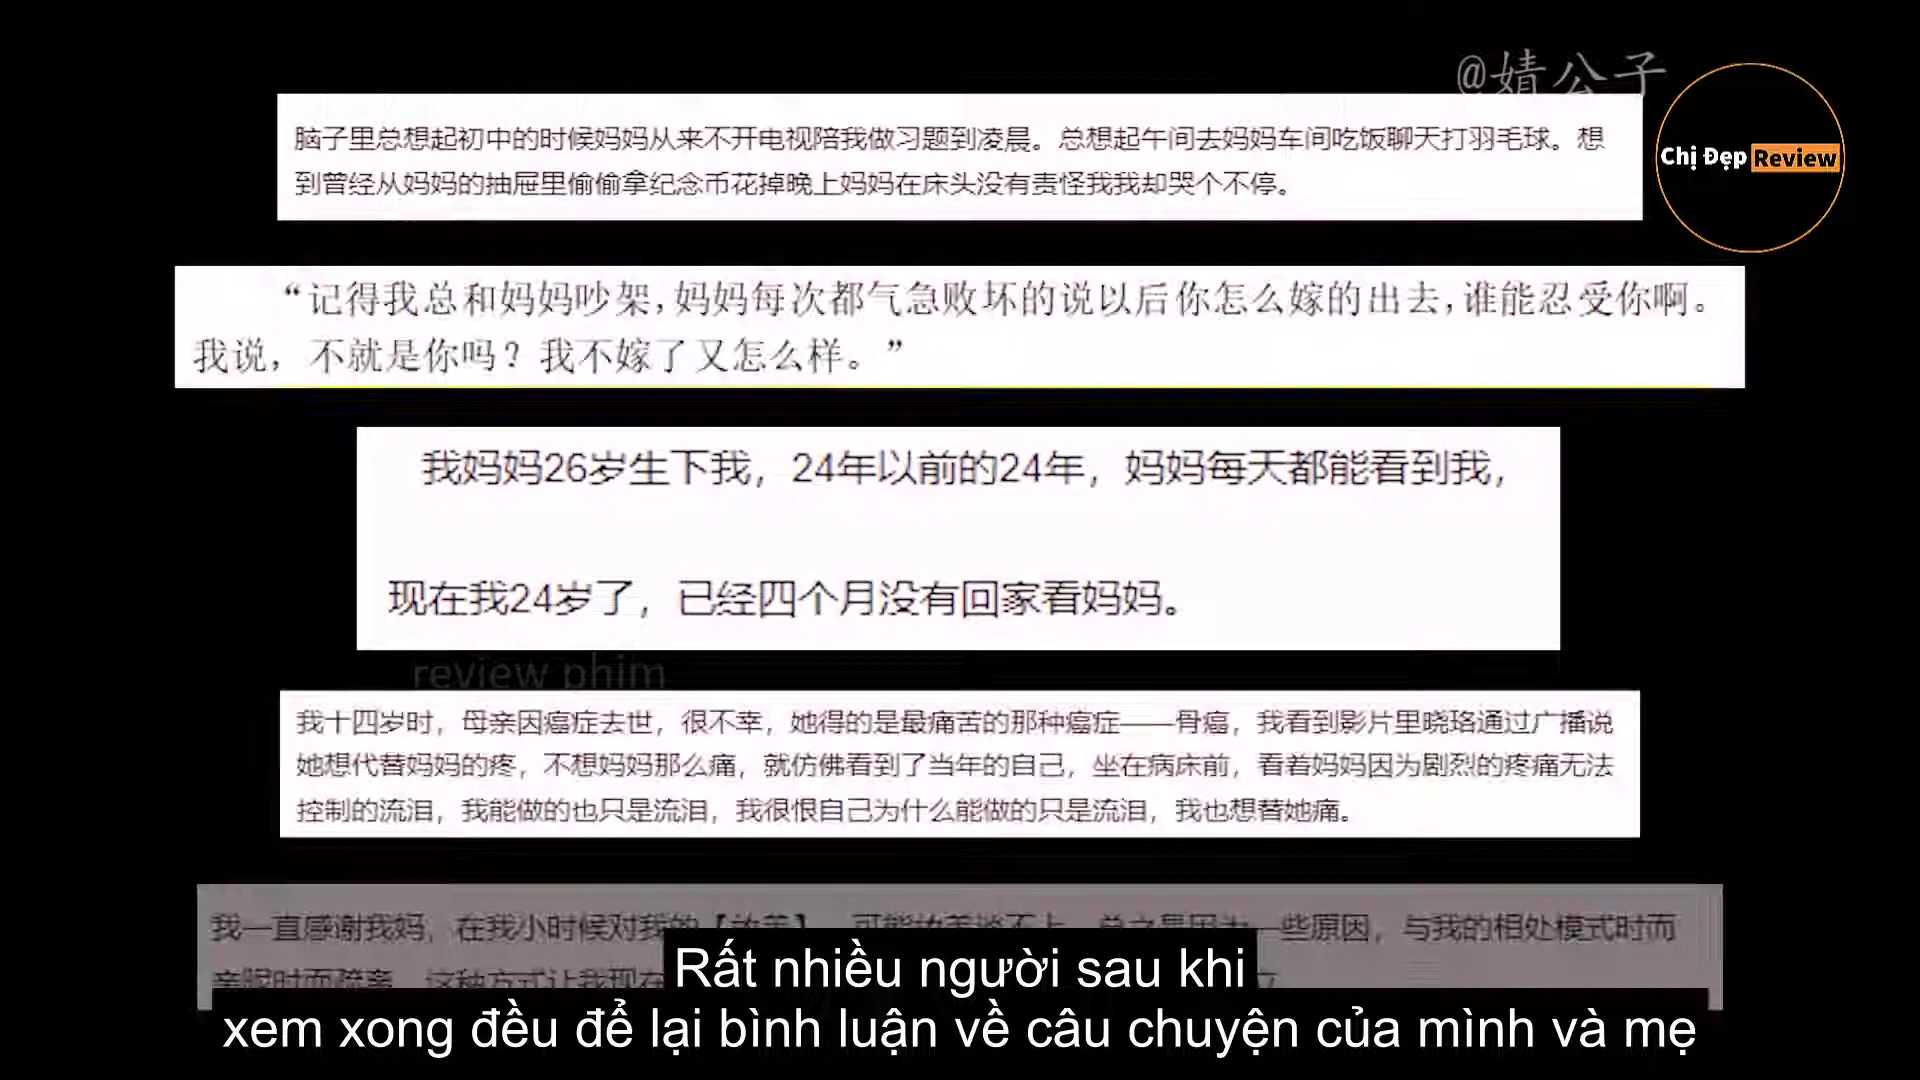 @婧公子
Chị Đẹp Review
脑子里总想起初中的时候妈妈从来不开电视陪我做习题到凌晨。总想起午间去妈妈车间吃饭聊天打羽毛球。想
到曾经从妈妈的抽屉里偷偷拿纪念币花掉晚上妈妈在床头没有责怪我我却哭个不停。
“记得我总和妈妈吵架,妈妈每次都气急败坏的说以后你怎么嫁的出去,谁能忍受你啊。
我说，不就是你吗？我不嫁了又怎么样。”
我妈妈26岁生下我，24年以前的24年，妈妈每天都能看到我，
现在我24岁了，已经四个月没有回家看妈妈。
review phim
我十四岁时，母亲因癌症去世，很不幸，她得的是最痛苦的那种癌症——骨癌，我看到影片里晓珞通过广播说
她想代替妈妈的疼，不想妈妈那么痛，就仿佛看到了当年的自己，坐在病床前，看着妈妈因为剧烈的疼痛无法
控制的流泪，我能做的也只是流泪，我很恨自己为什么能做的只是流泪，我也想替她痛。
我一直感谢我妈，在我小时候对我的 一些原因，与我的相处模式时而
这种方式让我现在
Rất nhiều người sau khi
xem xong đều để lại bình luận về câu chuyện của mình và mẹ